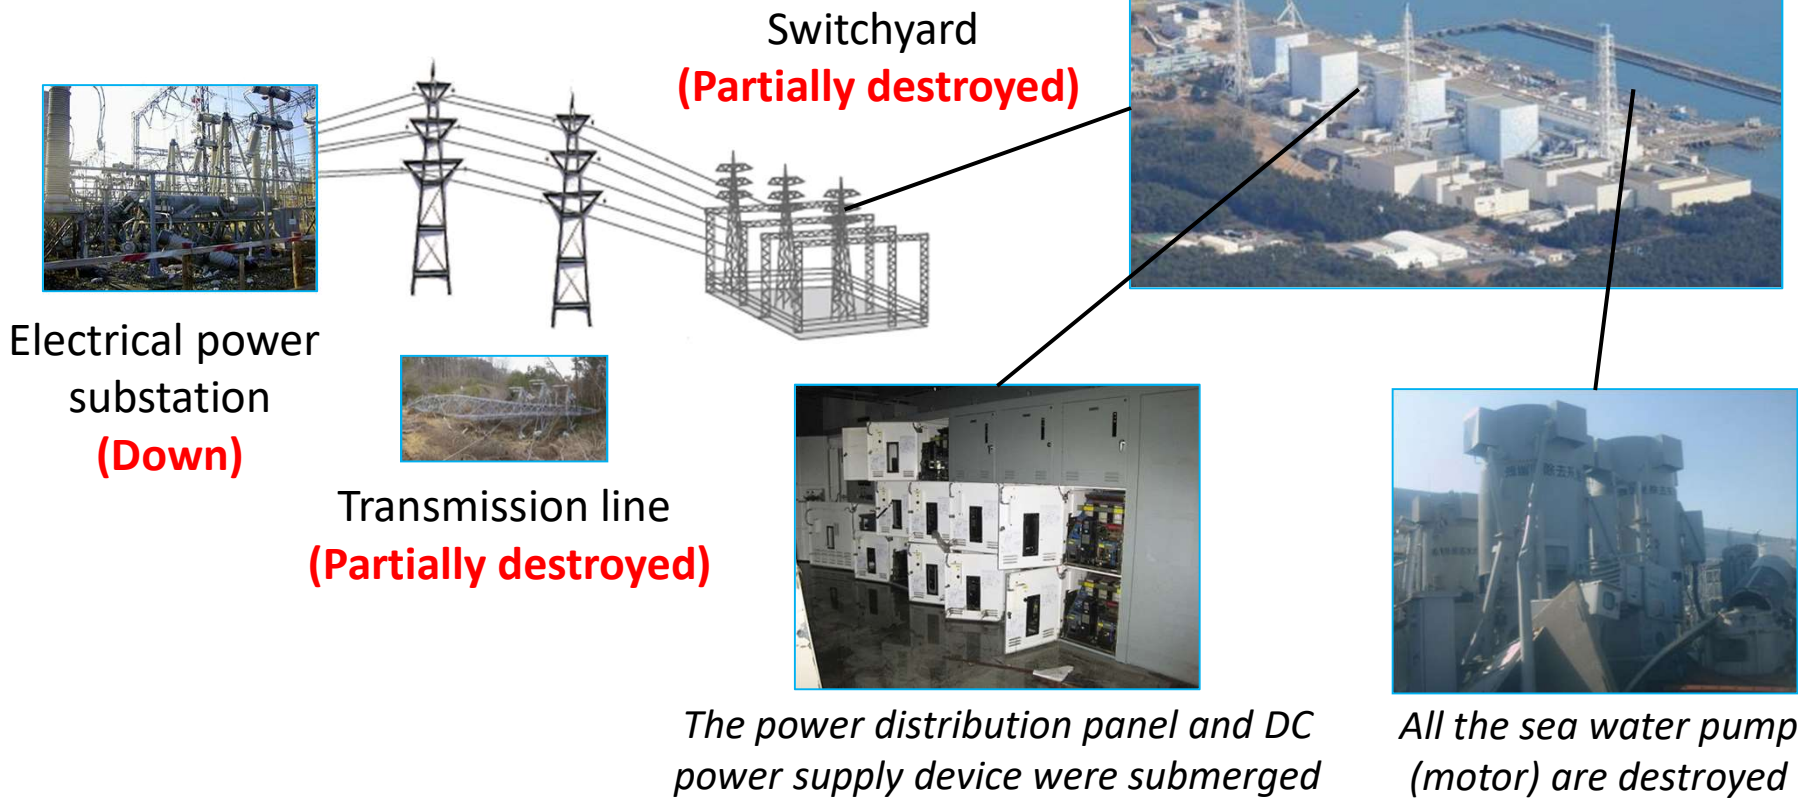 Switchyard
(Partially destroyed)
Electrical power
substation
(Down)
Transmission line
(Partially destroyed)
The power distribution panel and DC
power supply device were submerged
All the sea water pump
(motor) are destroyed